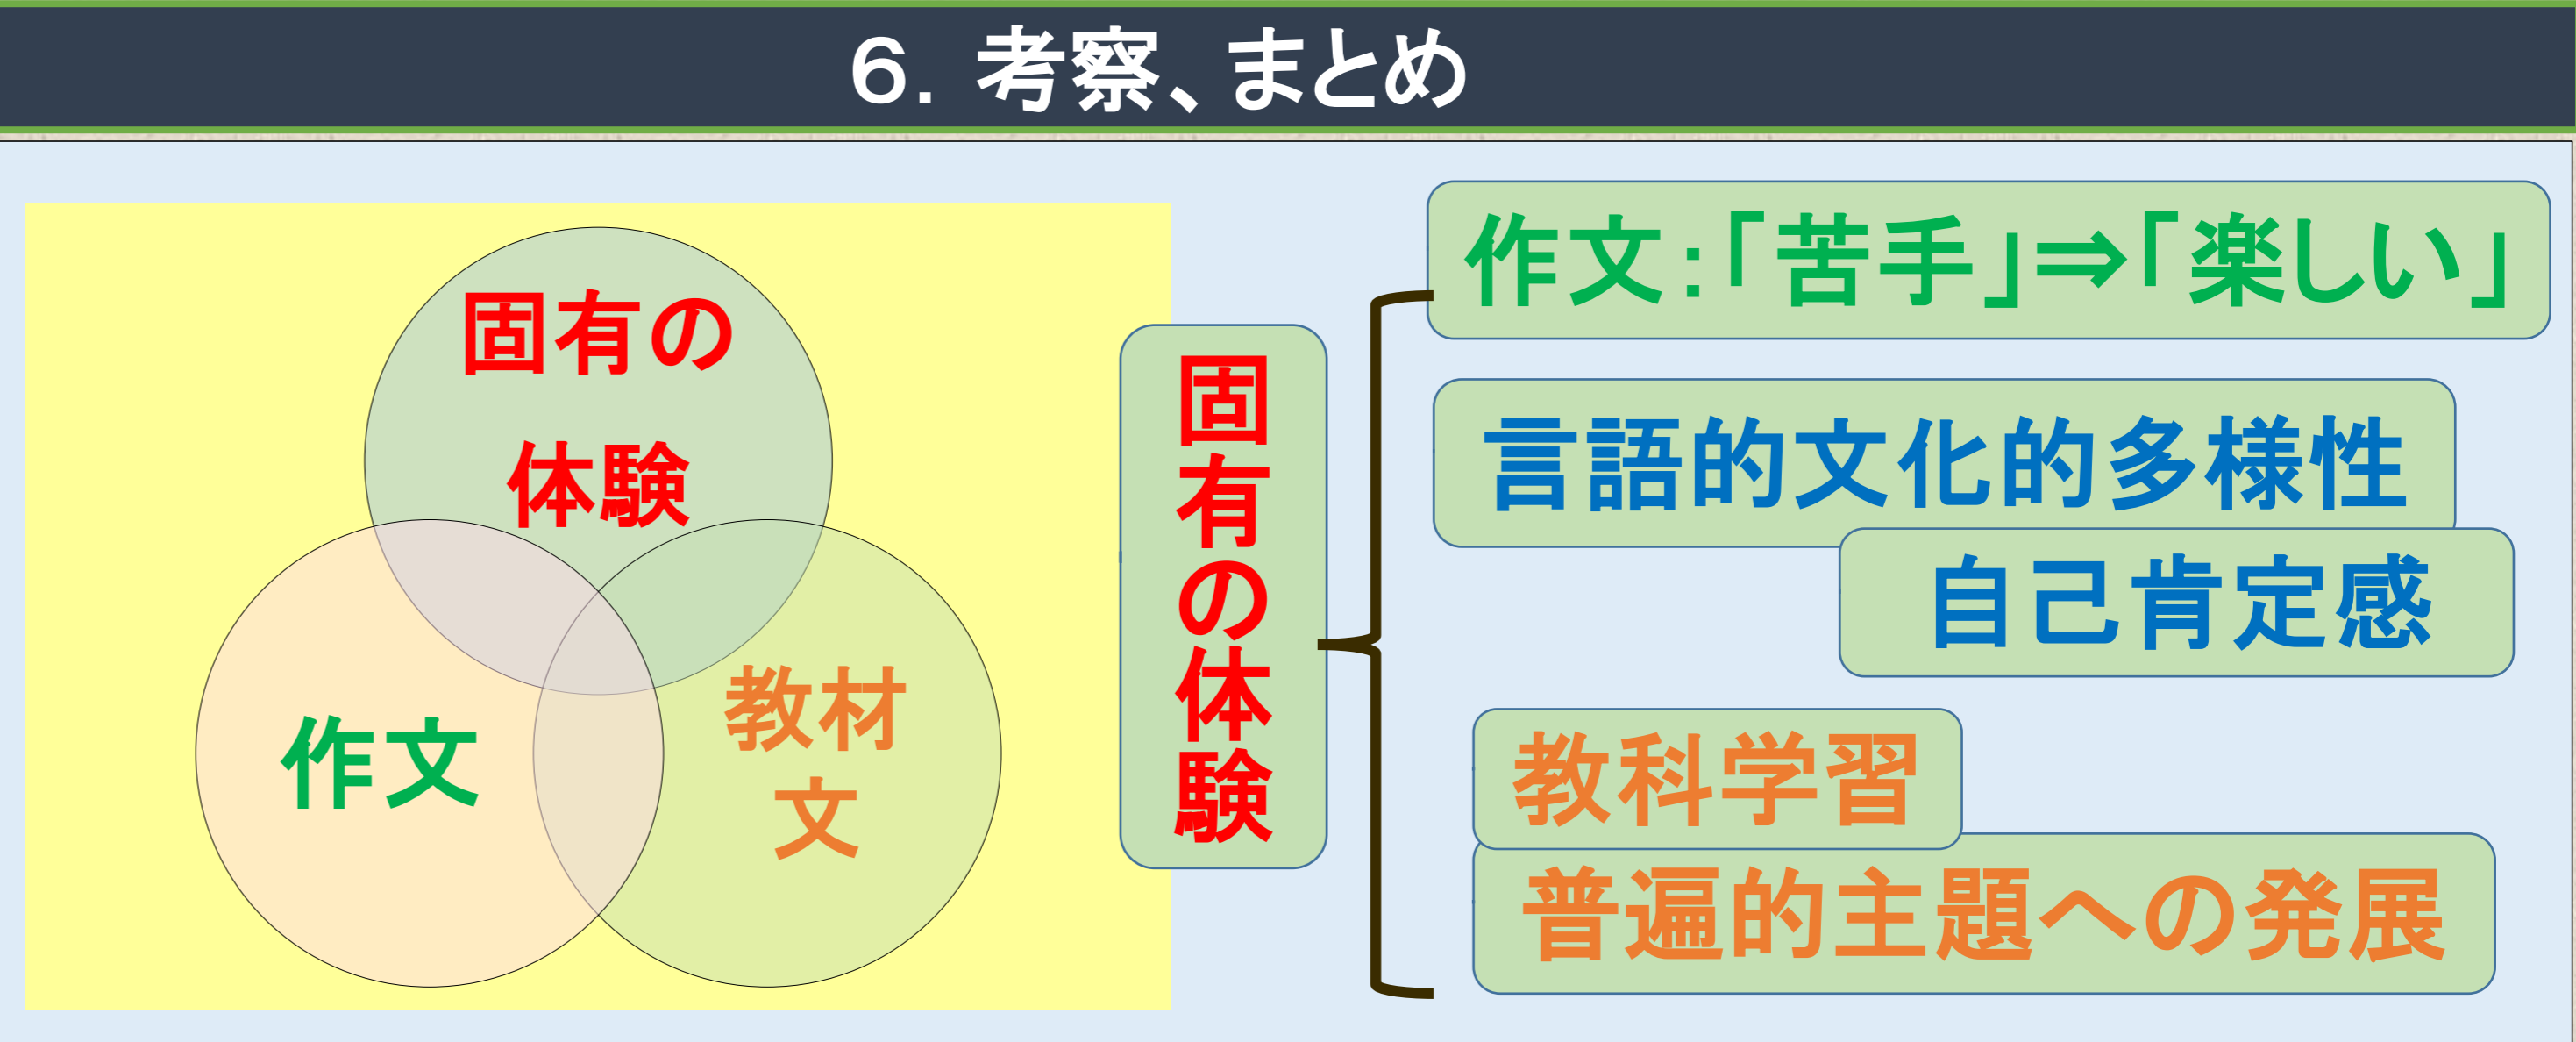 6. 考察、まとめ
固有の
体験
作文
教材
文
固有の体験
作文：「苦手」⇒「楽しい」
言語的文化的多様性
自己肯定感
教科学習
普遍的主題への発展